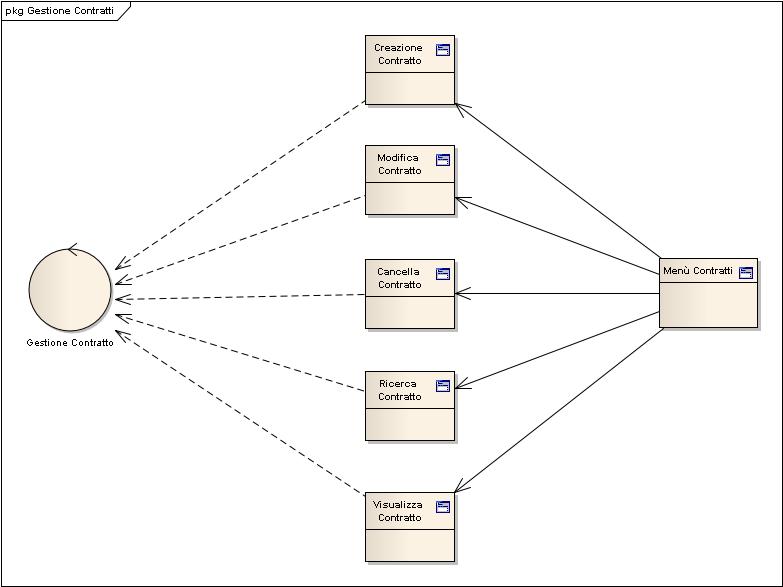 pkg Gestione Contratti
Creazione
Contratto
Modifica
Contratto
Cancella
Contratto
Menù Contratti
Gestione Contratto
Ricerca
Contratto
Visualizza
Contratto